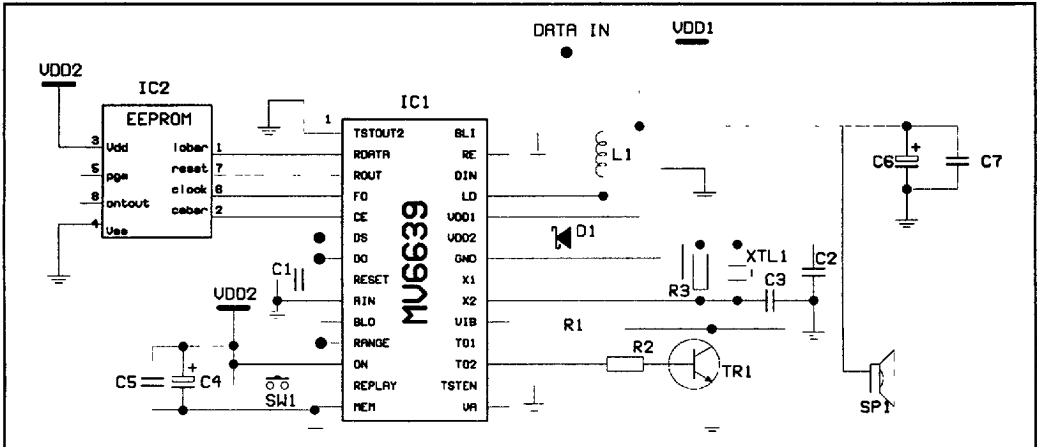 DATA IN
VDD1
VDD2
IC2
IC1
EEPROM
3
Vdd
lobar
1
5
pgm
reset
7
8
ontout
clock
6
4
Vss
cabar
2
1
TSTOUT2
RDATA
ROUT
FO
CE
DS
DO
RESET
AIN
BLO
RANGE
ON
REPLAY
MEM
MV6639
BLI
RE
DIN
LD
VDD1
VDD2
GND
X1
X2
VIB
TO1
TO2
TSTEN
VA
L1
D1
C6
+
C7
C1
VDD2
C5
+
C4
SW1
R3
XTL1
C3
C2
R1
R2
TR1
SP1